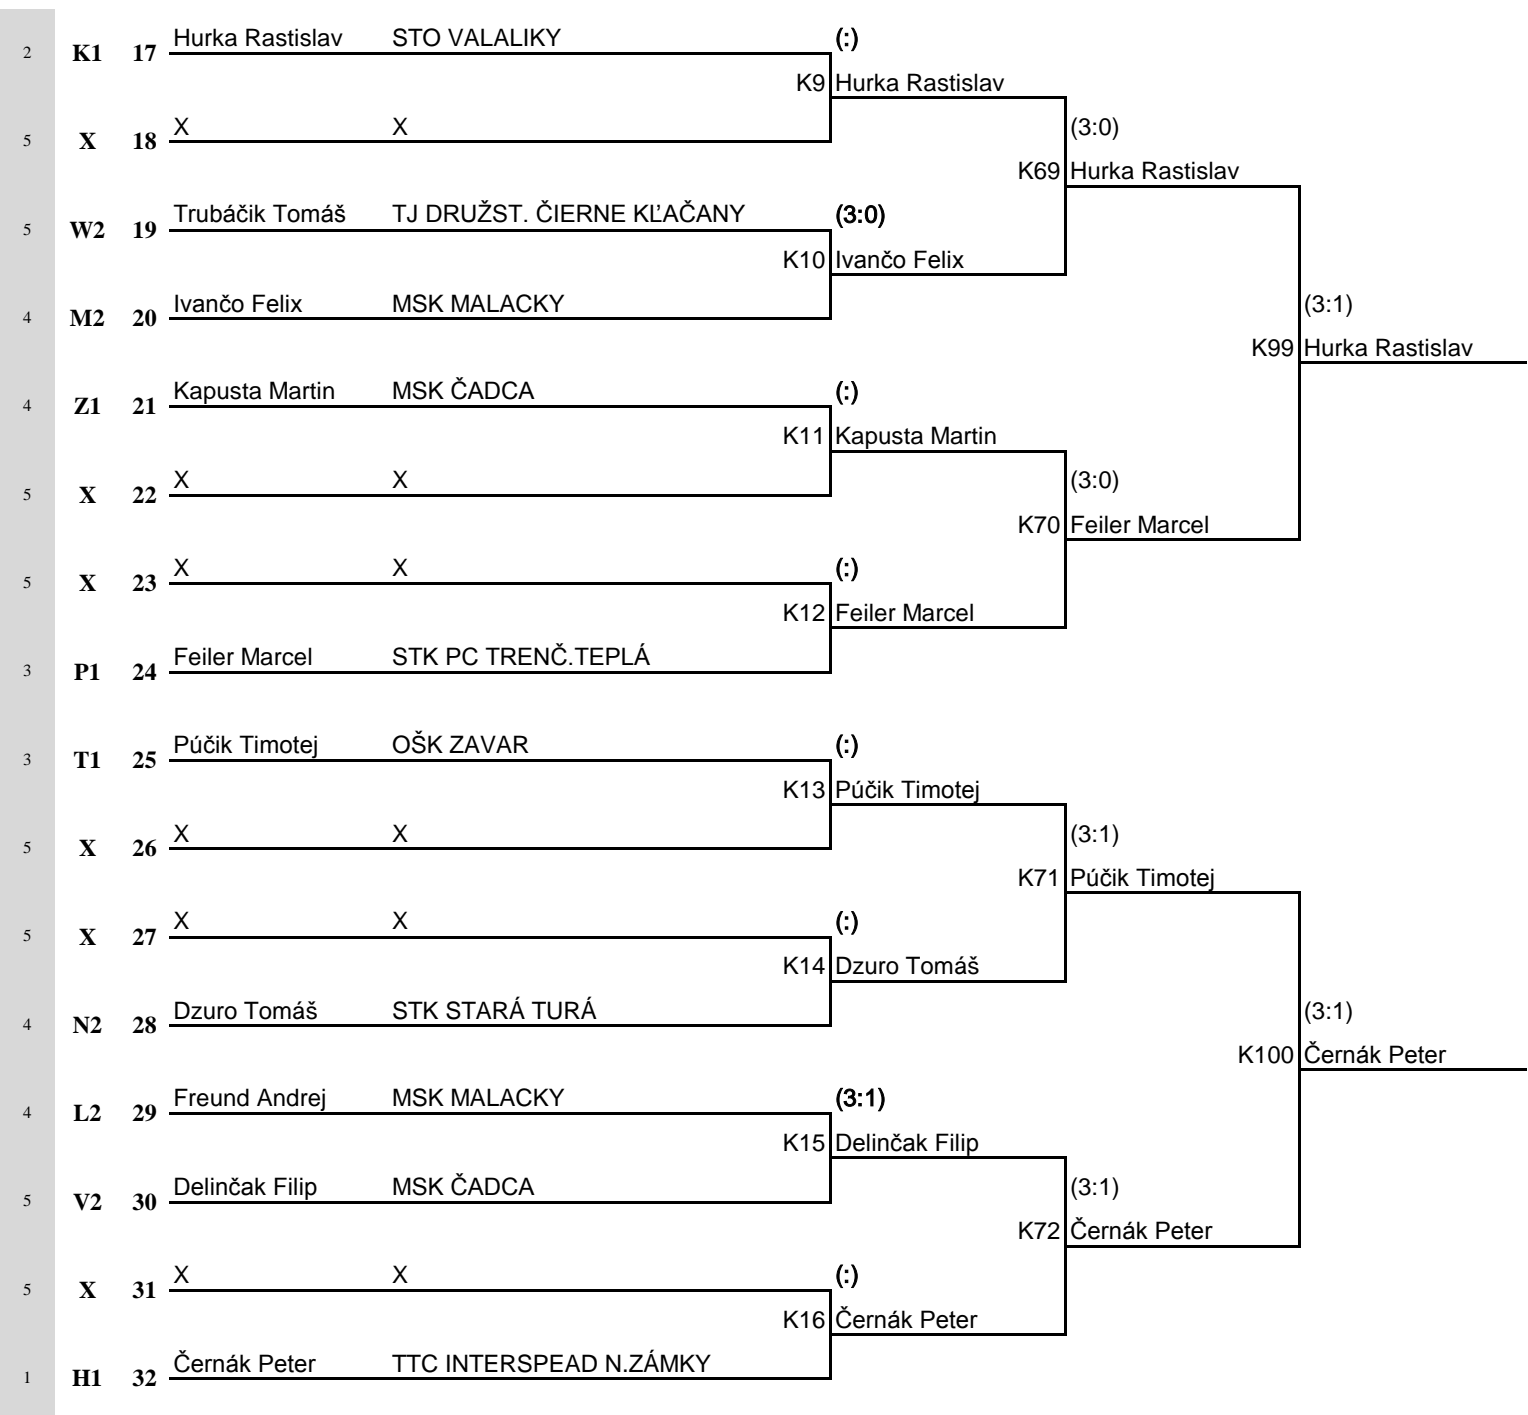 2 K1 17 Hurka Rastislav STO VALALIKY (:)
K9 Hurka Rastislav
5 X 18 X X (3:0)
K69 Hurka Rastislav
5 W2 19 Trubáčik Tomáš TJ DRUŽST. ČIERNE KĽAČANY (3:0)
K10 Ivančo Felix
4 M2 20 Ivančo Felix MSK MALACKY (3:1)
K99 Hurka Rastislav
4 Z1 21 Kapusta Martin MSK ČADCA (:)
K11 Kapusta Martin
5 X 22 X X (3:0)
K70 Feiler Marcel
5 X 23 X X (:)
K12 Feiler Marcel
3 P1 24 Feiler Marcel STK PC TRENČ.TEPLÁ
3 T1 25 Púčik Timotej OŠK ZAVAR (:)
K13 Púčik Timotej
5 X 26 X X (3:1)
K71 Púčik Timotej
5 X 27 X X (:)
K14 Dzuro Tomáš
4 N2 28 Dzuro Tomáš STK STARÁ TURÁ (3:1)
K100 Černák Peter
4 L2 29 Freund Andrej MSK MALACKY (3:1)
K15 Delinčak Filip
5 V2 30 Delinčak Filip MSK ČADCA (3:1)
K72 Černák Peter
5 X 31 X X (:)
K16 Černák Peter
1 H1 32 Černák Peter TTC INTERSPEAD N.ZÁMKY